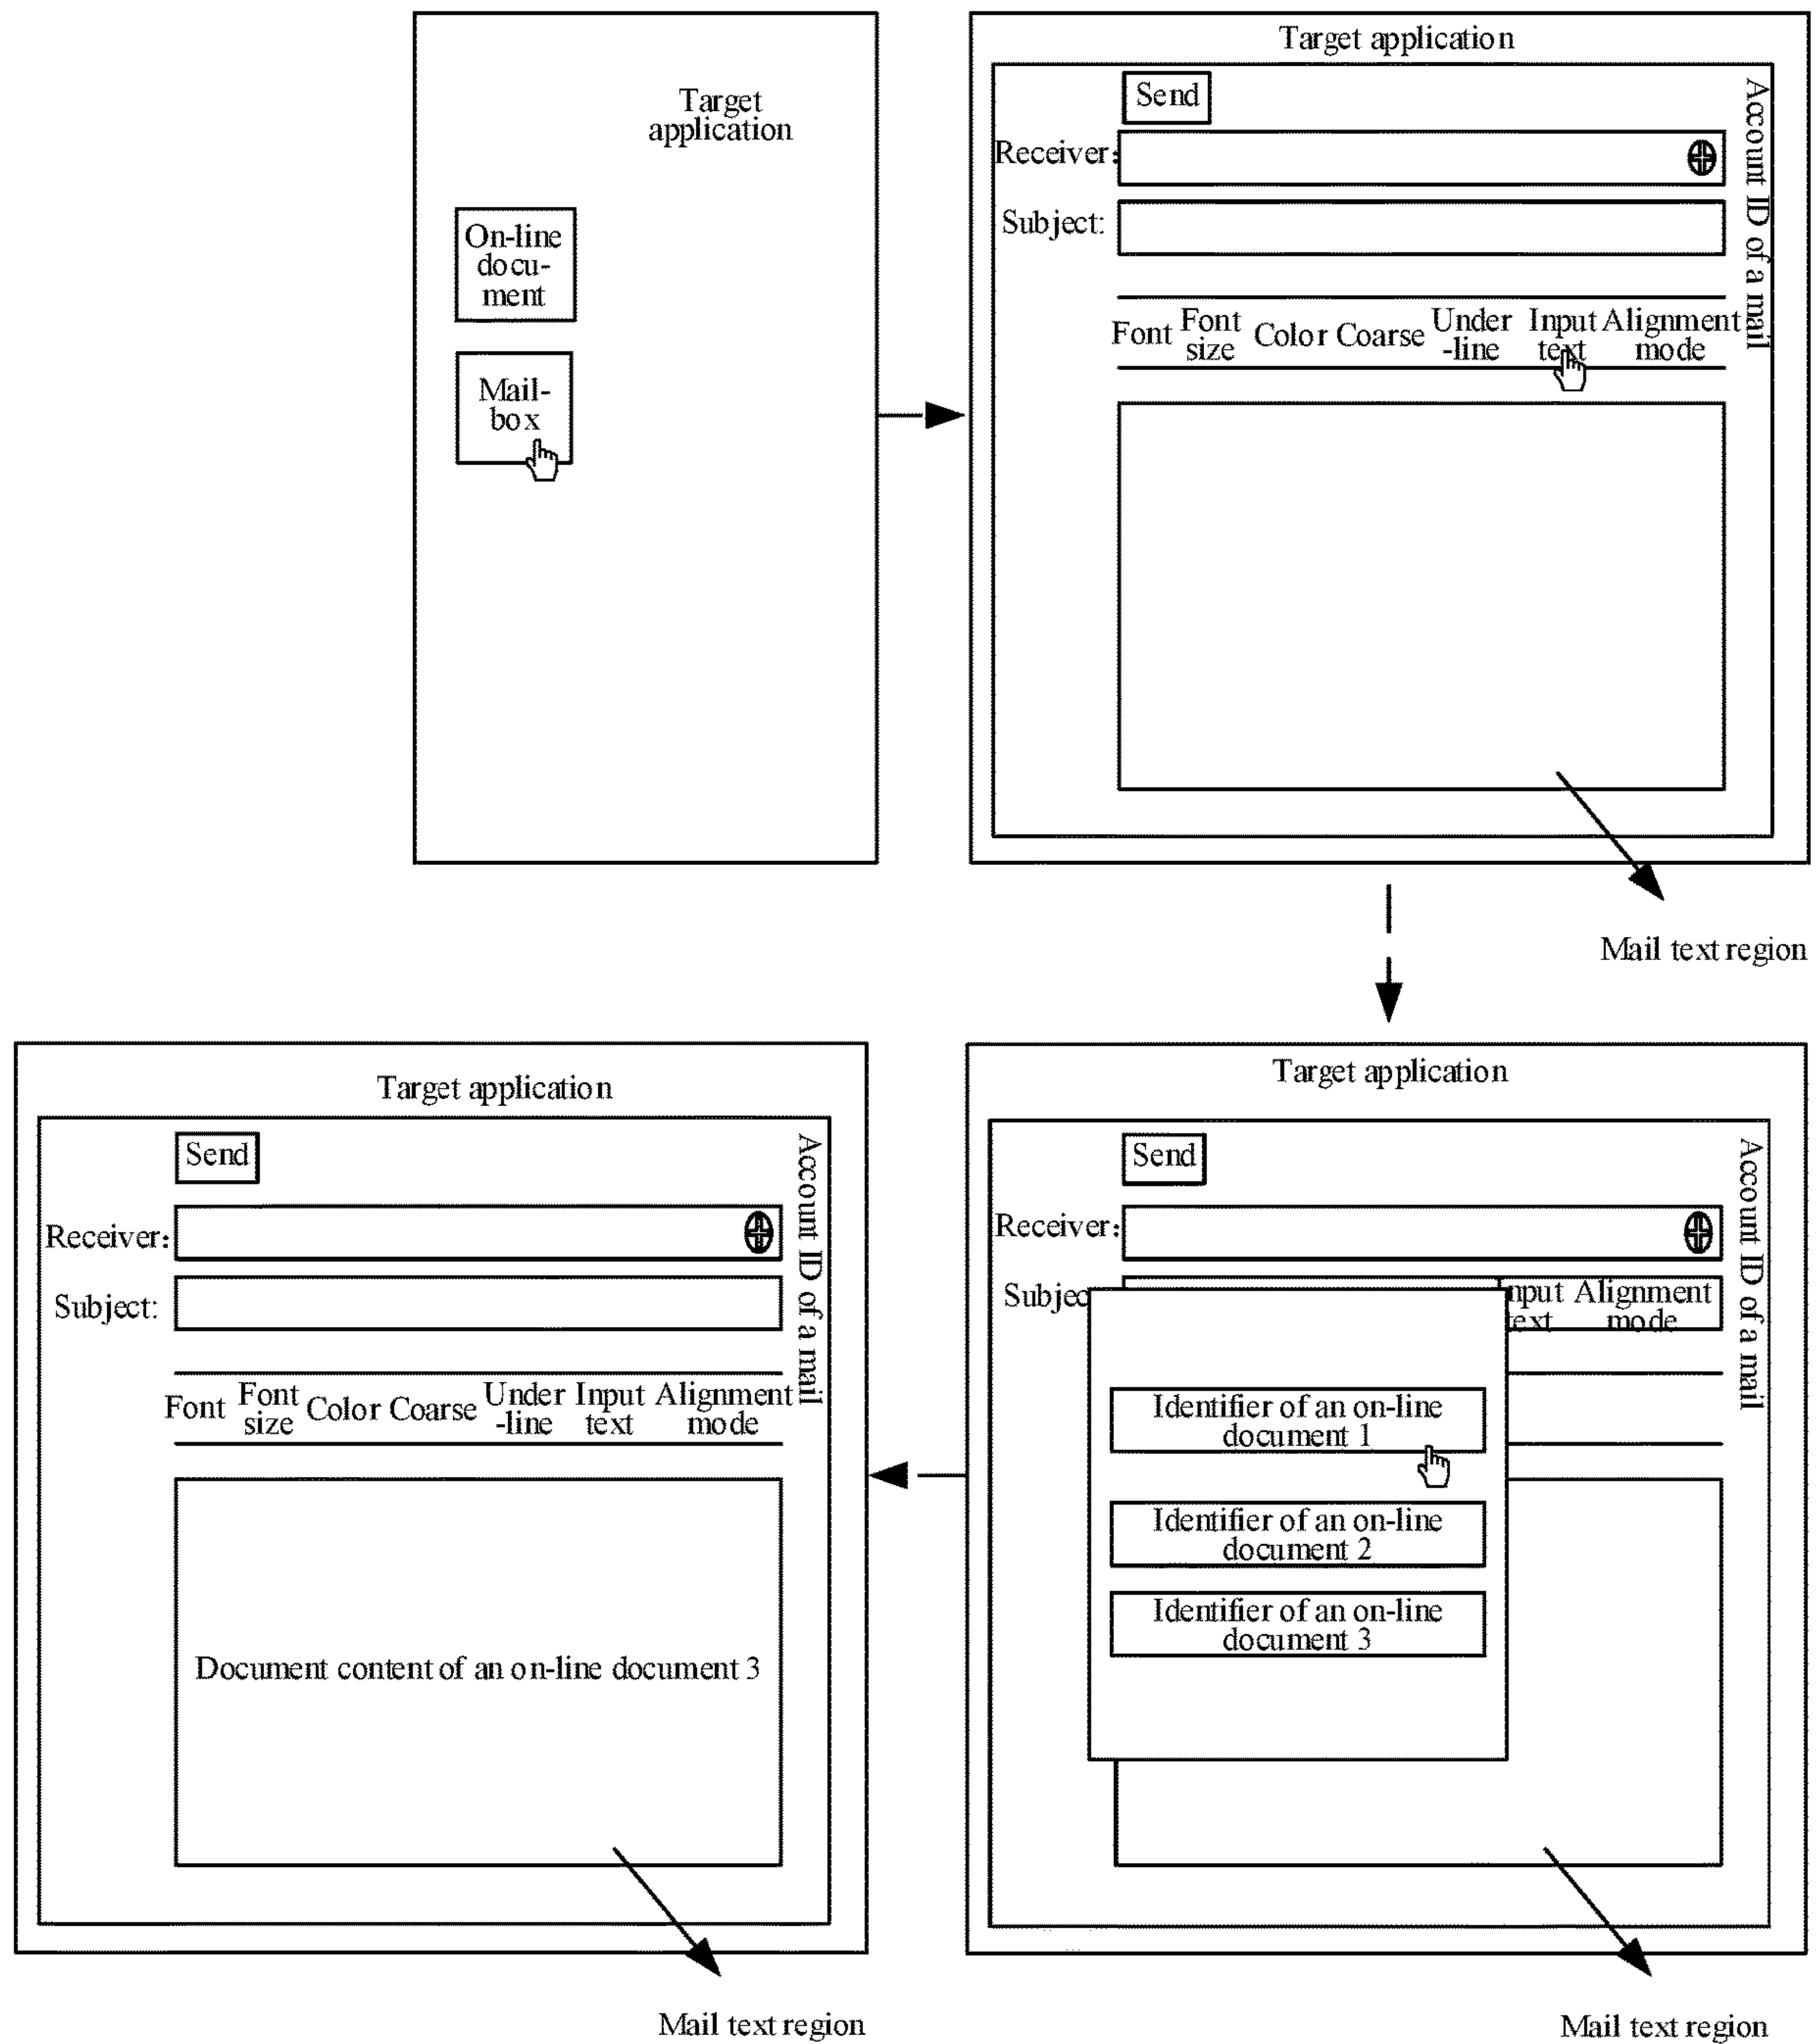 Target
application
On-line
docu-
ment
Mail-
box
Target application
Send
Receiver:
Subject:
Account ID of a mail
Font Font size Color Coarse Under-line Input text Alignment mode
Mail text region
Target application
Send
Receiver:
Subjec
nput Alignment
text mode
Account ID of a mail
Identifier of an on-line
document 1
Identifier of an on-line
document 2
Identifier of an on-line
document 3
Mail text region
Target application
Send
Receiver:
Subject:
Account ID of a mail
Font Font size Color Coarse Under-line Input text Alignment mode
Document content of an on-line document 3
Mail text region